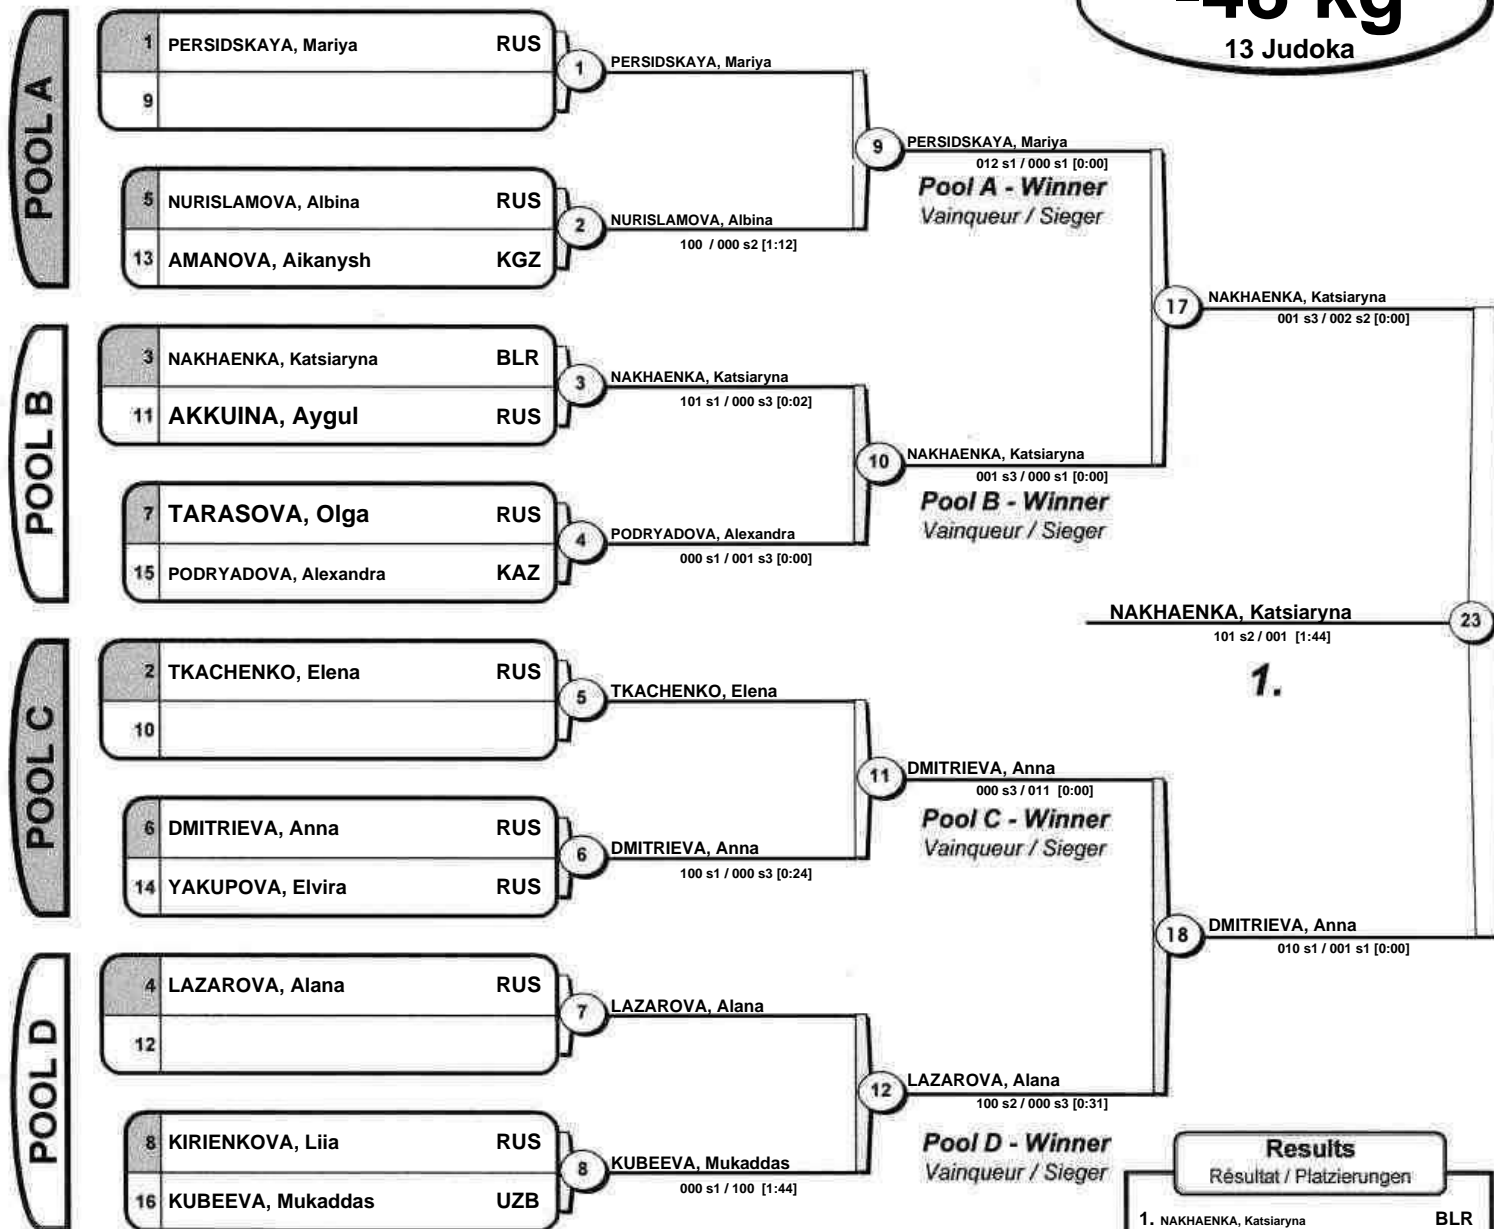 -48 kg
13 Judoka
POOL A
1 PERSIDSKAYA, Mariya RUS
9
5 NURISLAMOVA, Albina RUS
13 AMANOVA, Aikanysh KGZ
1 PERSIDSKAYA, Mariya
2 NURISLAMOVA, Albina
100 / 000 s2 [1:12]
9 PERSIDSKAYA, Mariya
012 s1 / 000 s1 [0:00]
Pool A - Winner
Vainqueur / Sieger
POOL B
3 NAKHAENKA, Katsiaryna BLR
11 AKKUINA, Aygul RUS
7 TARASOVA, Olga RUS
15 PODRYADOVA, Alexandra KAZ
3 NAKHAENKA, Katsiaryna
101 s1 / 000 s3 [0:02]
4 PODRYADOVA, Alexandra
000 s1 / 001 s3 [0:00]
10 NAKHAENKA, Katsiaryna
001 s3 / 000 s1 [0:00]
Pool B - Winner
Vainqueur / Sieger
17 NAKHAENKA, Katsiaryna
001 s3 / 002 s2 [0:00]
NAKHAENKA, Katsiaryna 23
101 s2 / 001 [1:44]
1.
POOL C
2 TKACHENKO, Elena RUS
10
6 DMITRIEVA, Anna RUS
14 YAKUPOVA, Elvira RUS
5 TKACHENKO, Elena
6 DMITRIEVA, Anna
100 s1 / 000 s3 [0:24]
11 DMITRIEVA, Anna
000 s3 / 011 [0:00]
Pool C - Winner
Vainqueur / Sieger
POOL D
4 LAZAROVA, Alana RUS
12
8 KIRIENKOVA, Liia RUS
16 KUBEEVA, Mukaddas UZB
7 LAZAROVA, Alana
8 KUBEEVA, Mukaddas
000 s1 / 100 [1:44]
12 LAZAROVA, Alana
100 s2 / 000 s3 [0:31]
Pool D - Winner
Vainqueur / Sieger
18 DMITRIEVA, Anna
010 s1 / 001 s1 [0:00]
Results
Résultat / Platzierungen
1. NAKHAENKA, Katsiaryna BLR